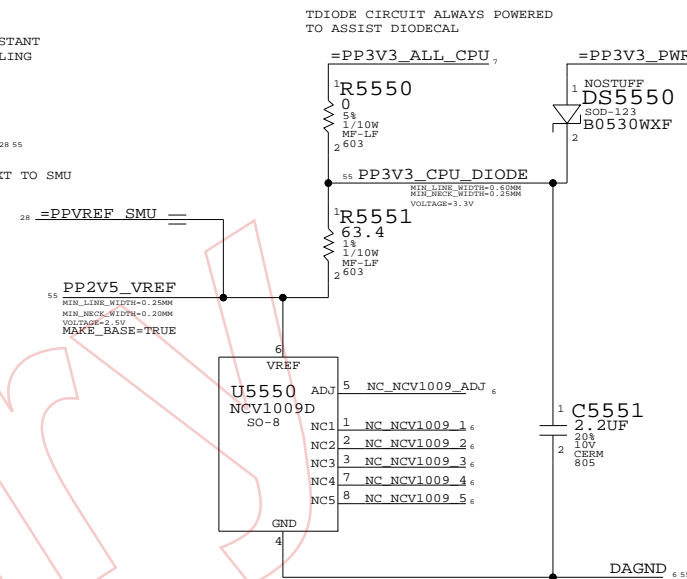 TDIODE CIRCUIT ALWAYS POWERED
TO ASSIST DIODECAL
STANT
LING
=PP3V3_ALL_CPU 7
=PP3V3_PWR
1 R5550
0
5%
1/10W
MF-LF
2 603
1 NOSTUFF
DS5550
SOD-123
B0530WXF
2
28 55
XT TO SMU
55 PP3V3_CPU_DIODE
MIN_LINE_WIDTH=0.60MM
MIN_NECK_WIDTH=0.25MM
VOLTAGE=3.3V
28 =PPVREF_SMU
1 R5551
63.4
1%
1/10W
MF-LF
2 603
55 PP2V5_VREF
MIN_LINE_WIDTH=0.25MM
MIN_NECK_WIDTH=0.20MM
VOLTAGE=2.5V
MAKE_BASE=TRUE
6
VREF
U5550
NCV1009D
SO-8
ADJ 5 NC_NCV1009_ADJ 6
NC1 1 NC_NCV1009_1 6
NC2 2 NC_NCV1009_2 6
NC3 3 NC_NCV1009_3 6
NC4 7 NC_NCV1009_4 6
NC5 8 NC_NCV1009_5 6
GND
4
1 C5551
2.2UF
20%
10V
2 CERM
805
DAGND 6 55